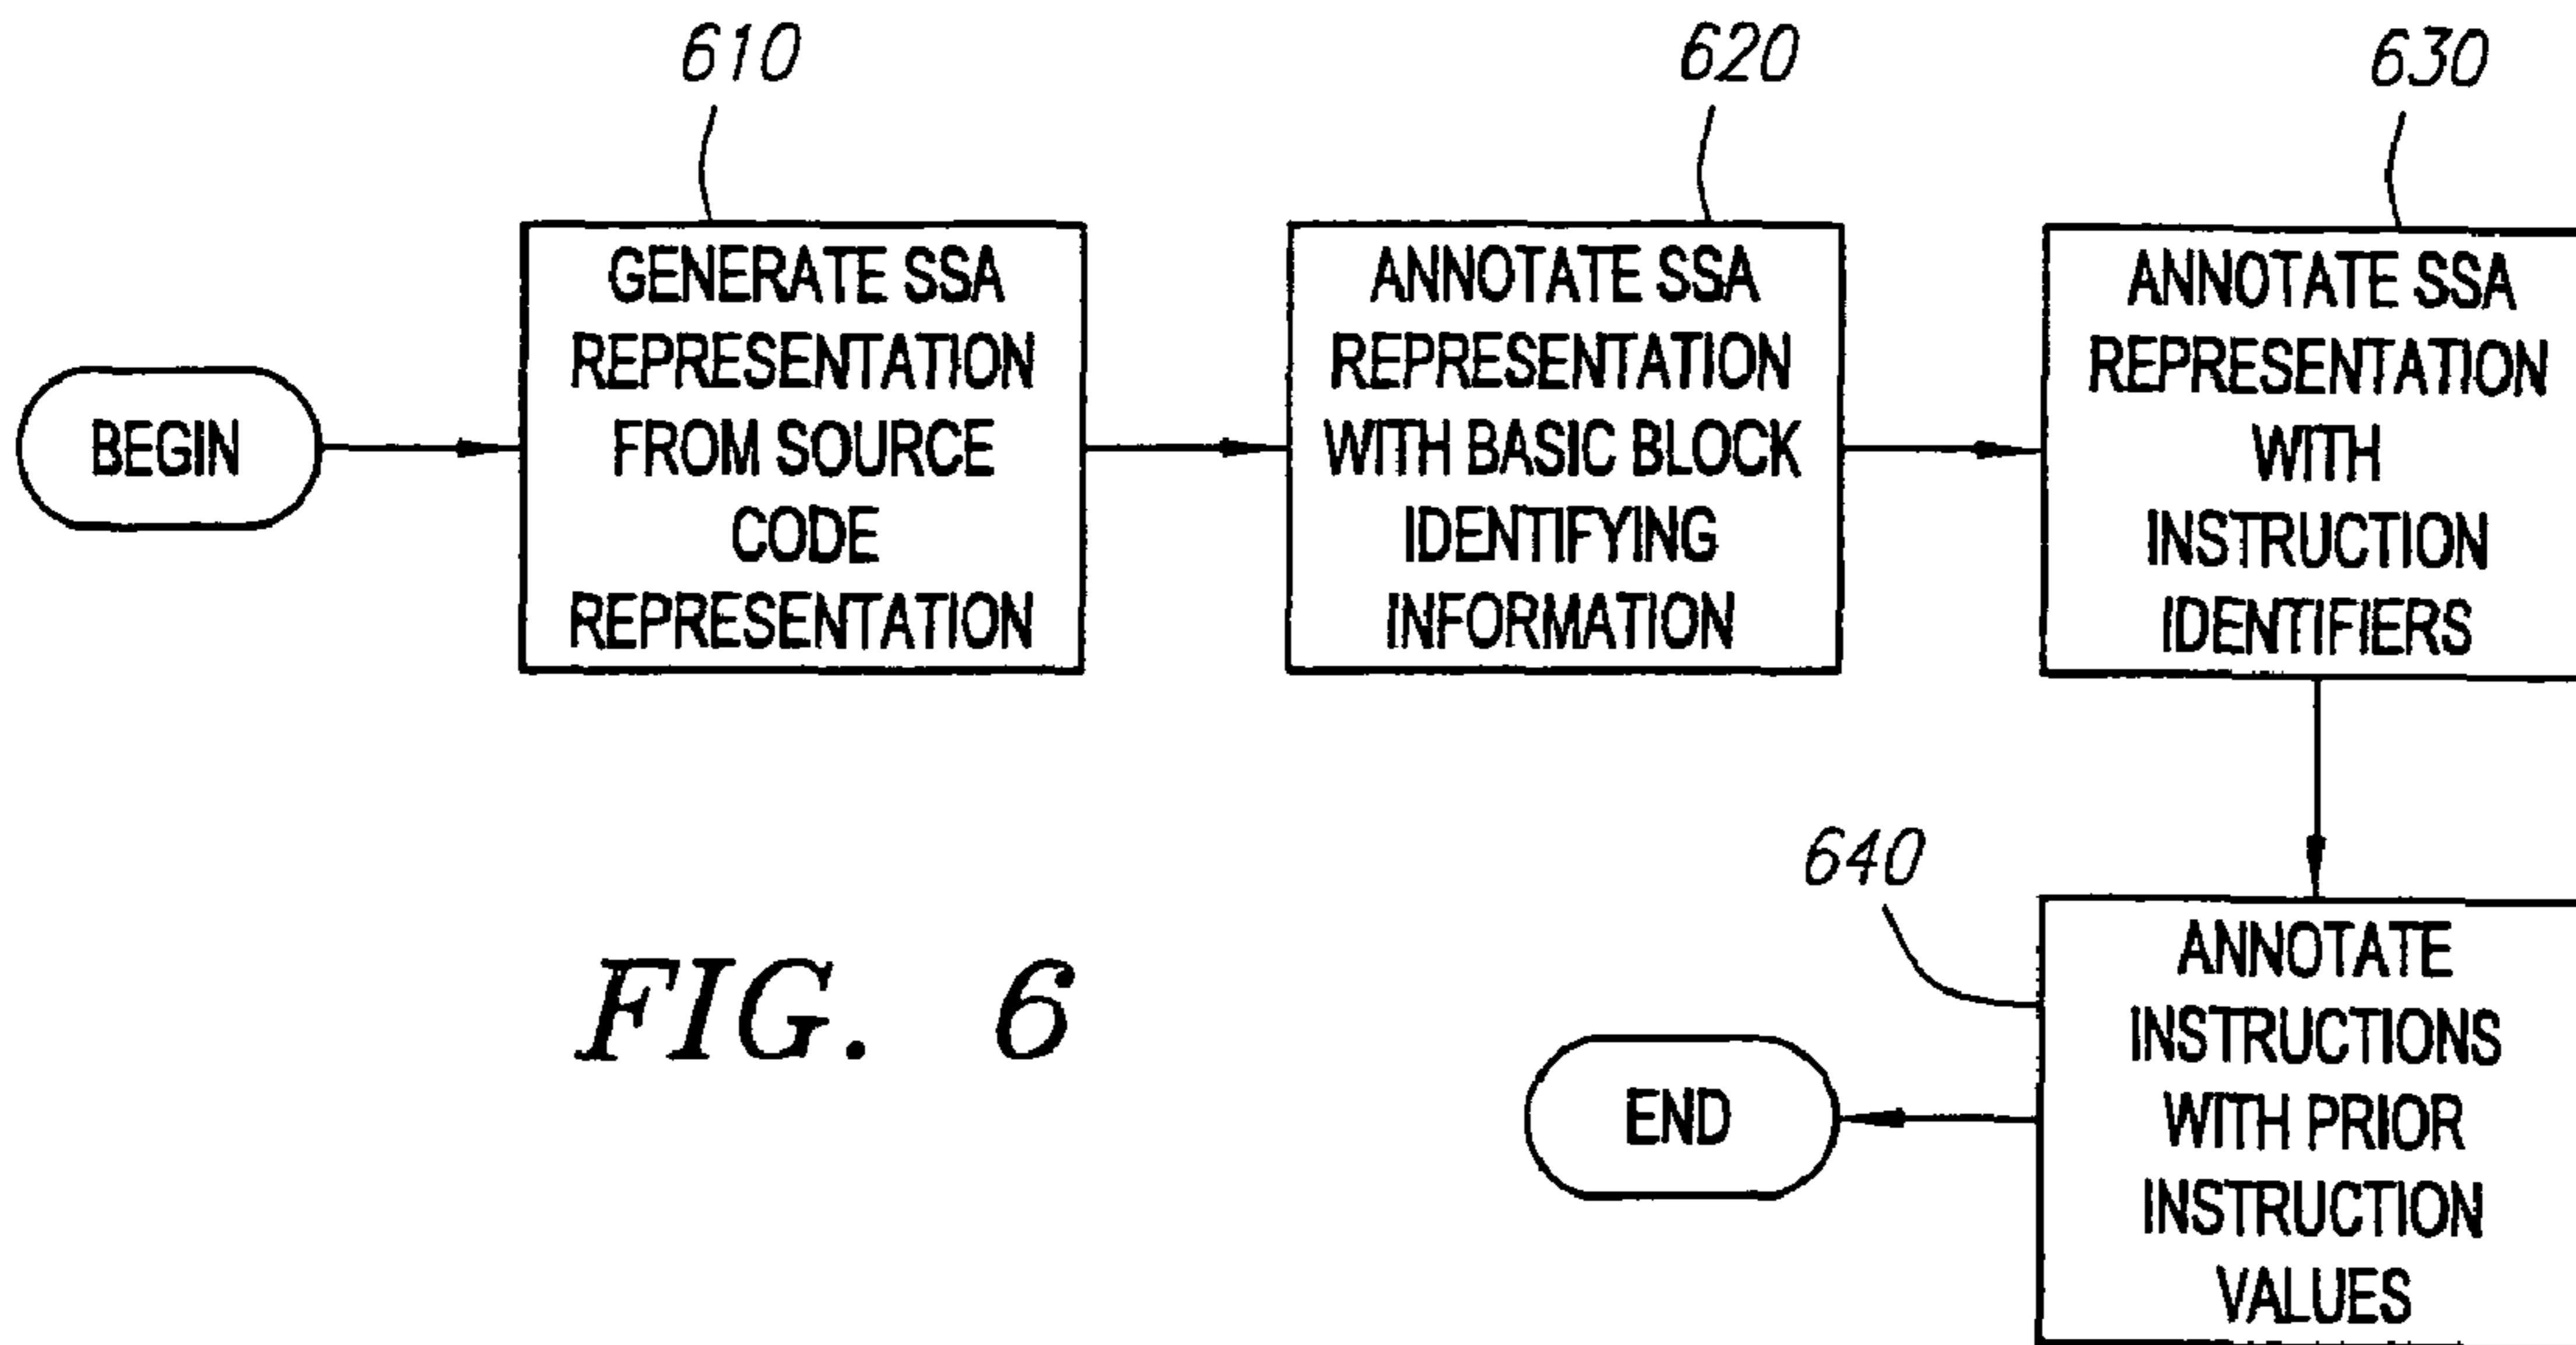 610
620
630
BEGIN
GENERATE SSA
REPRESENTATION
FROM SOURCE
CODE
REPRESENTATION
ANNOTATE SSA
REPRESENTATION
WITH BASIC BLOCK
IDENTIFYING
INFORMATION
ANNOTATE SSA
REPRESENTATION
WITH
INSTRUCTION
IDENTIFIERS
640
ANNOTATE
INSTRUCTIONS
WITH PRIOR
INSTRUCTION
VALUES
END
FIG. 6